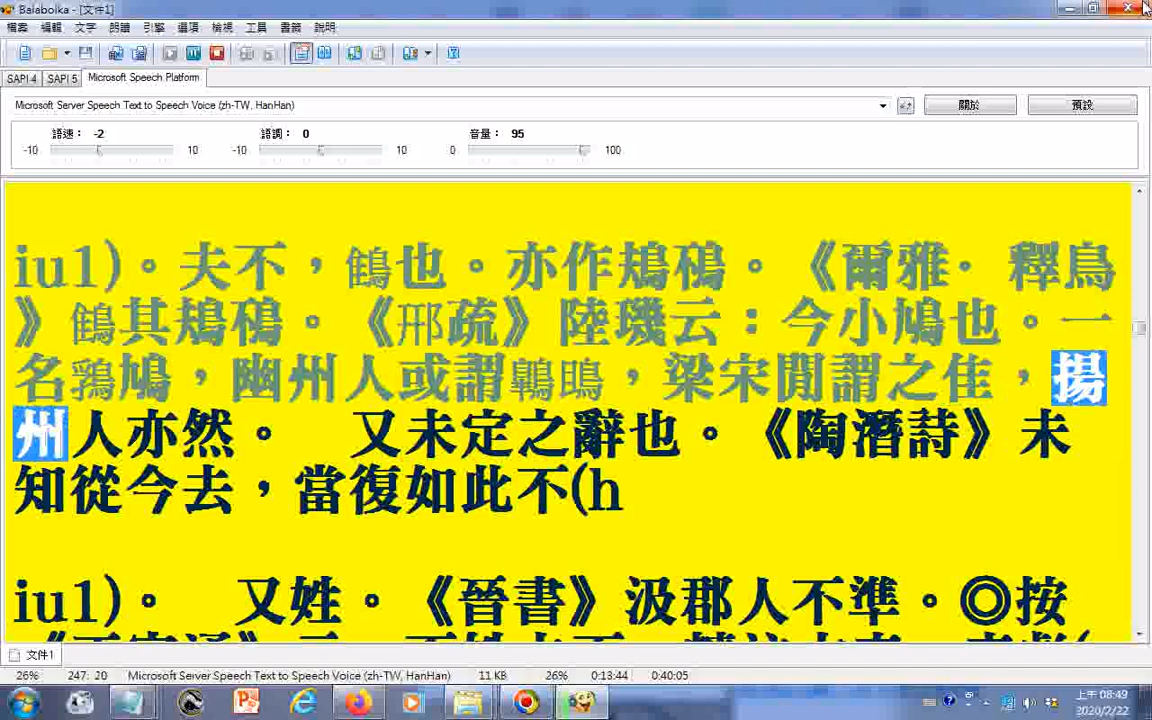 Balabolka - [文件1]
檔案 編輯 文字 朗讀 引擎 選項 檢視 工具 書籤 說明
SAPI 4 SAPI 5 Microsoft Speech Platform
Microsoft Server Speech Text to Speech Voice (zh-TW, HanHan) 關於 預設
語速： -2 語調： 0 音量： 95
-10 10 -10 10 0 100
iu1)。夫不，鶴也。亦作鳺鴀。《爾雅· 釋鳥
》鶴其鳺鴀。《邢疏》陸璣云：今小鳩也。一
名鶉鳩，幽州人或謂鷎鵙，梁宋閒謂之隹，揚
州人亦然。 又未定之辭也。《陶潛詩》未
知從今去，當復如此不(h
iu1)。 又姓。《晉書》汲郡人不準。◎按
文件1
26% 247: 20 Microsoft Server Speech Text to Speech Voice (zh-TW, HanHan) 11 KB 26% 0:13:44 0:40:05
上午 08:49
2020/2/22